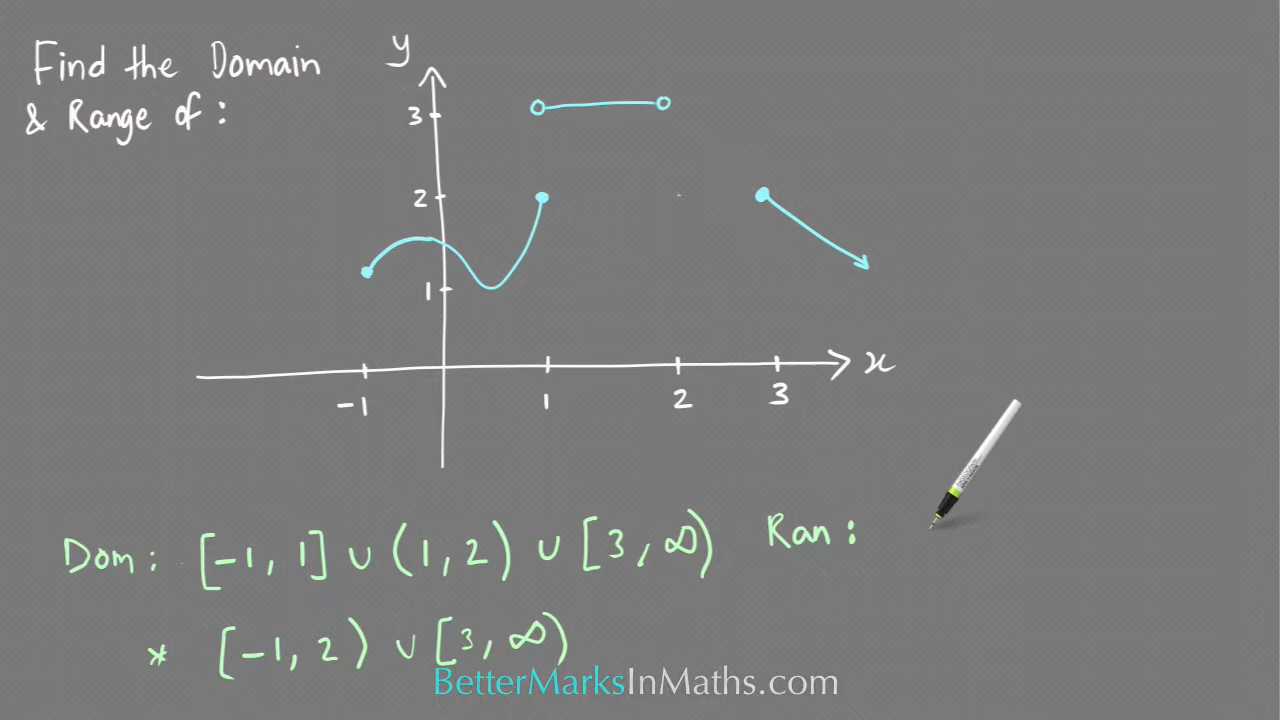 Find the Domain
& Range of:
y
3
2
1
x
-1
1
2
3
Dom: [-1, 1] ∪ (1, 2) ∪ [3, ∞) Ran:
* [-1, 2) ∪ [3, ∞)
BetterMarksInMaths.com